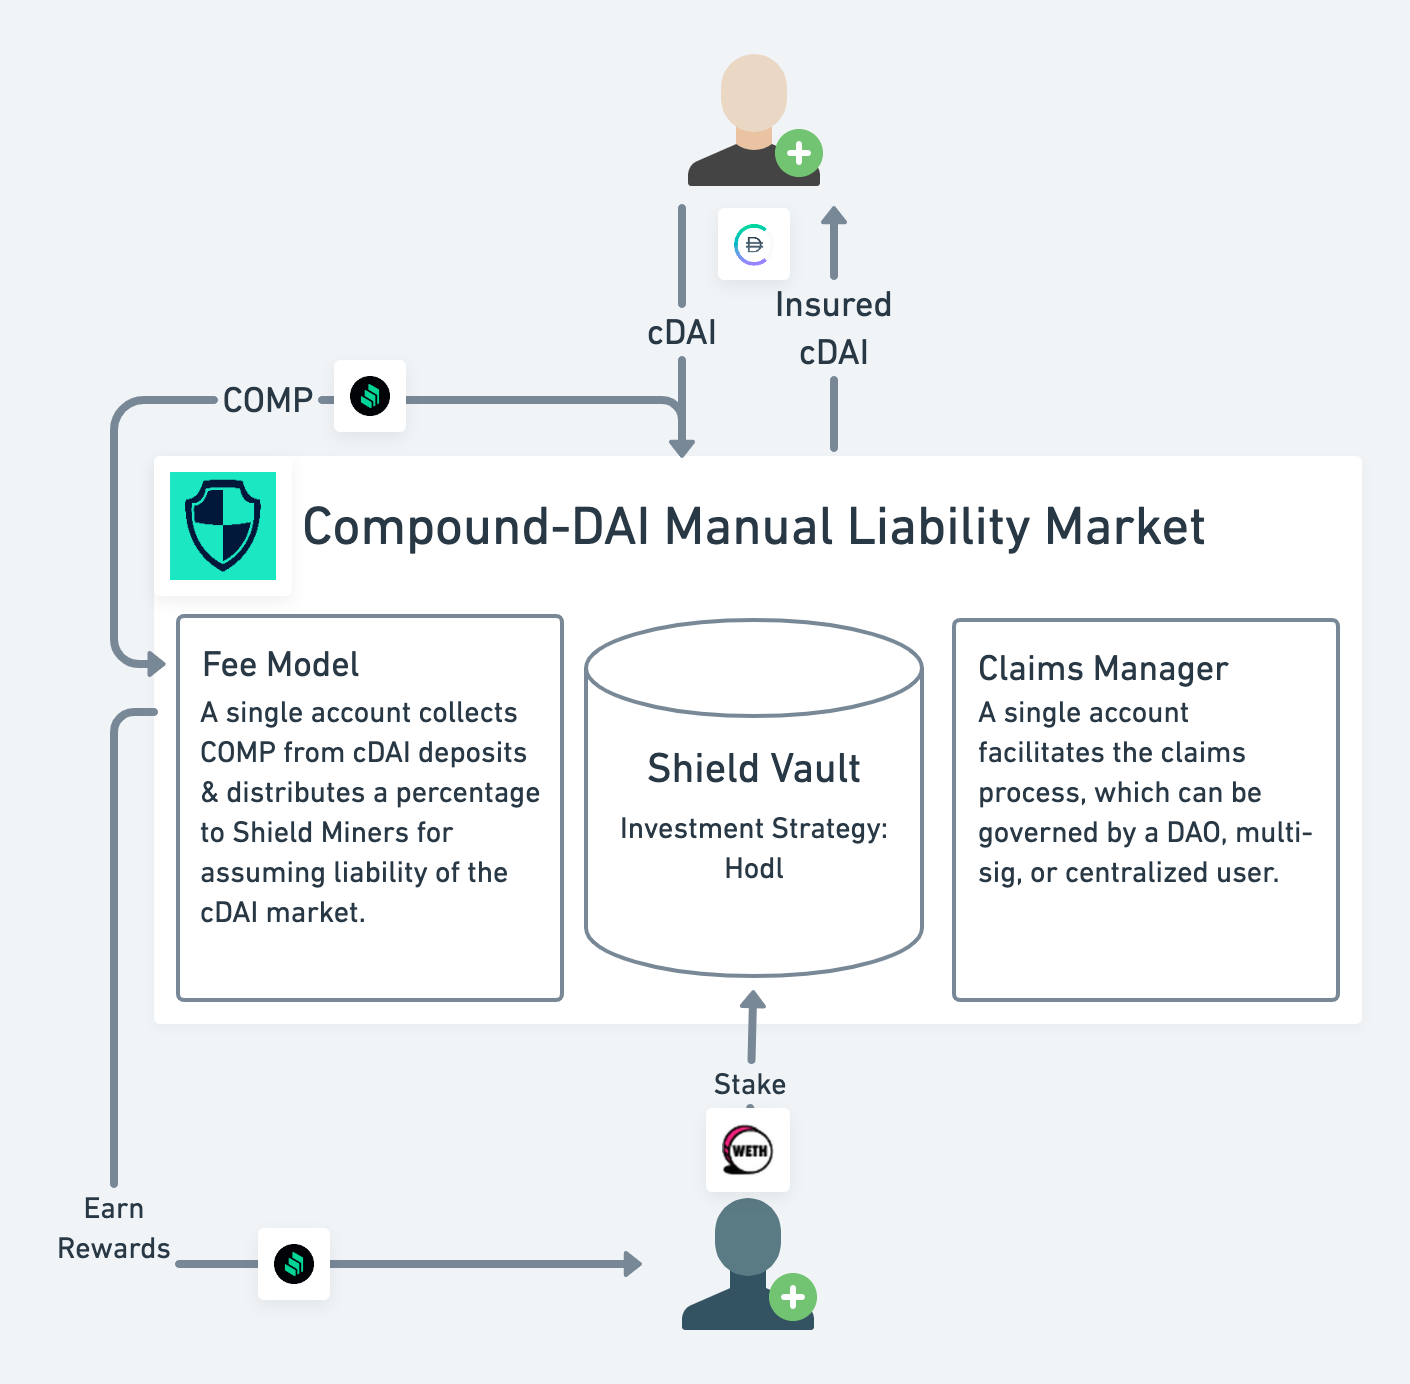 cDAI
Insured
cDAI
COMP
Compound-DAI Manual Liability Market
Fee Model
A single account collects
COMP from cDAI deposits
& distributes a percentage
to Shield Miners for
assuming liability of the
cDAI market.
Shield Vault
Investment Strategy:
Hodl
Claims Manager
A single account
facilitates the claims
process, which can be
governed by a DAO, multi-
sig, or centralized user.
Stake
WETH
Earn
Rewards